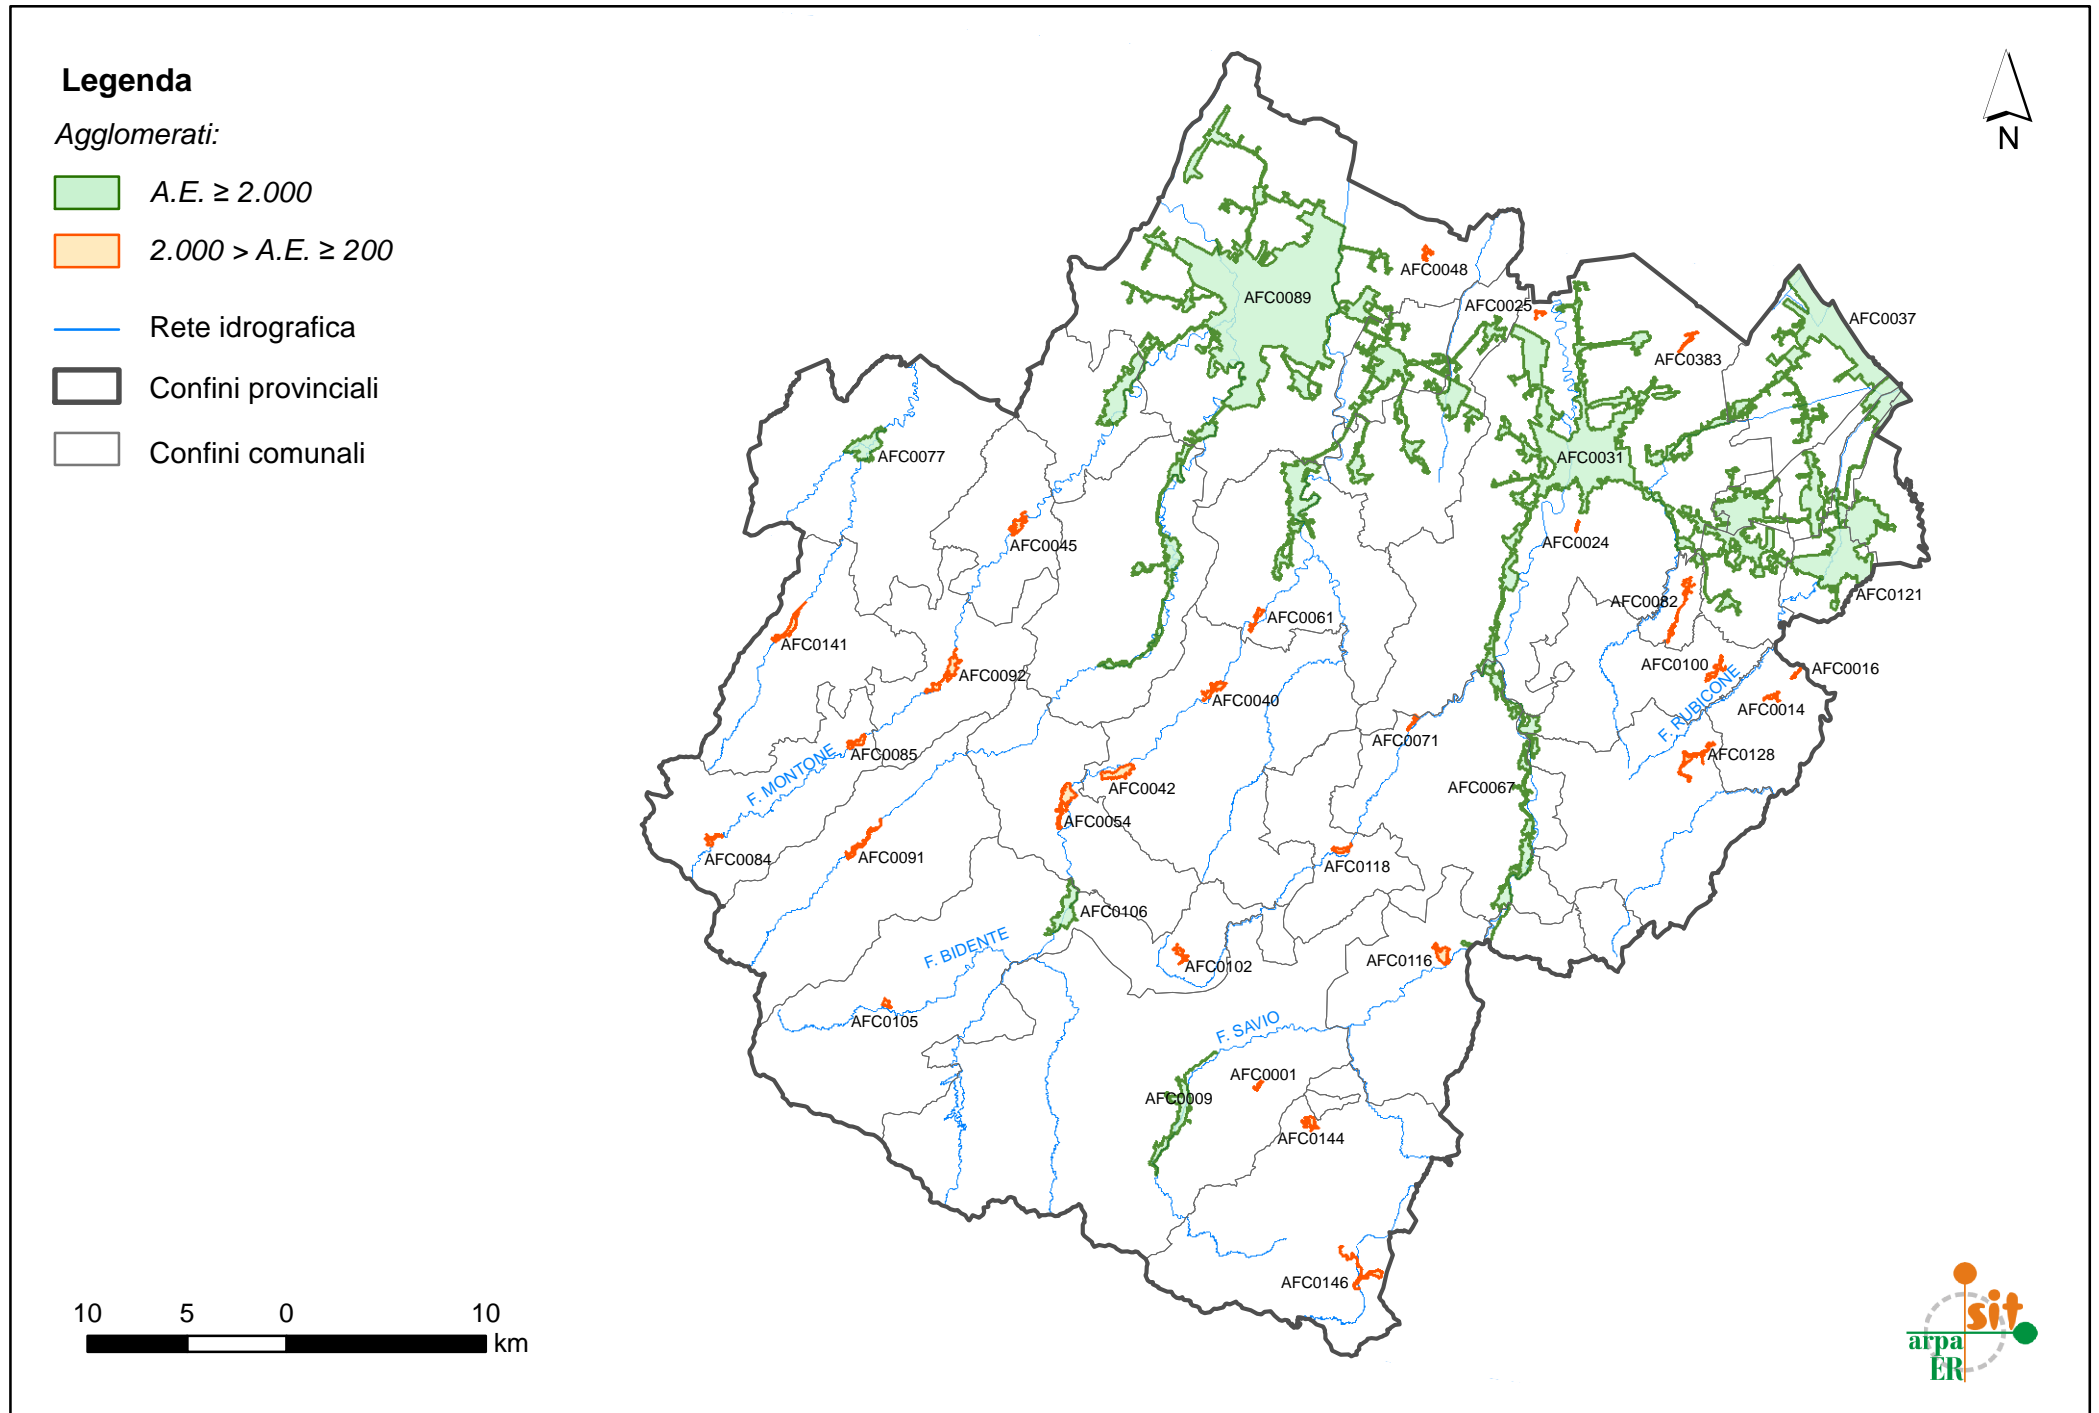 Legenda
Agglomerati:
A.E. ≥ 2.000
2.000 > A.E. ≥ 200
Rete idrografica
Confini provinciali
Confini comunali
N
AFC0089
AFC0048
AFC0025
AFC0037
AFC0383
AFC0077
AFC0031
AFC0045
AFC0024
AFC0082
AFC0121
AFC0061
AFC0141
AFC0100
AFC0016
AFC0092
AFC0040
AFC0014
F. RUBICONE
AFC0071
AFC0085
AFC0128
F. MONTONE
AFC0042
AFC0067
AFC0054
AFC0084
AFC0091
AFC0118
AFC0106
F. BIDENTE
AFC0102
AFC0116
AFC0105
F. SAVIO
AFC0001
AFC0009
AFC0144
AFC0146
10 5 0 10
km
sit
arpa
ER